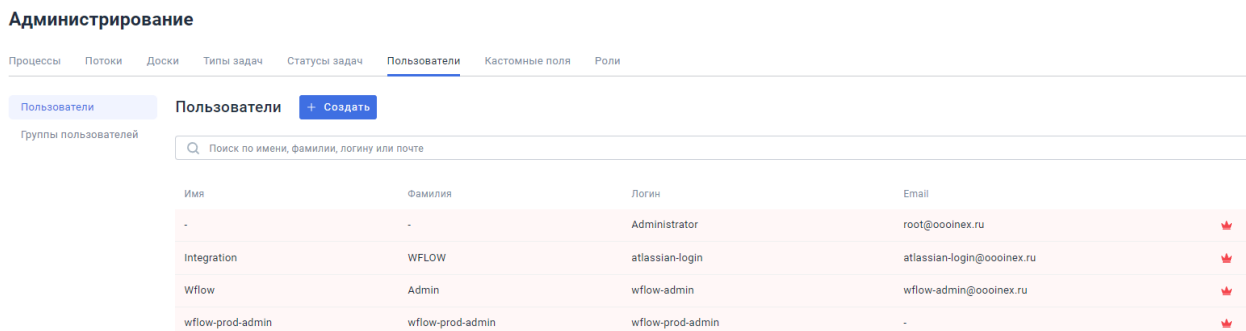 Администрирование
Процессы Потоки Доски Типы задач Статусы задач Пользователи Кастомные поля Роли
Пользователи
Группы пользователей
Пользователи + Создать
Поиск по имени, фамилии, логину или почте
Имя Фамилия Логин Email
- - Administrator root@oooinex.ru
Integration WFLOW atlassian-login atlassian-login@oooinex.ru
Wflow Admin wflow-admin wflow-admin@oooinex.ru
wflow-prod-admin wflow-prod-admin wflow-prod-admin -